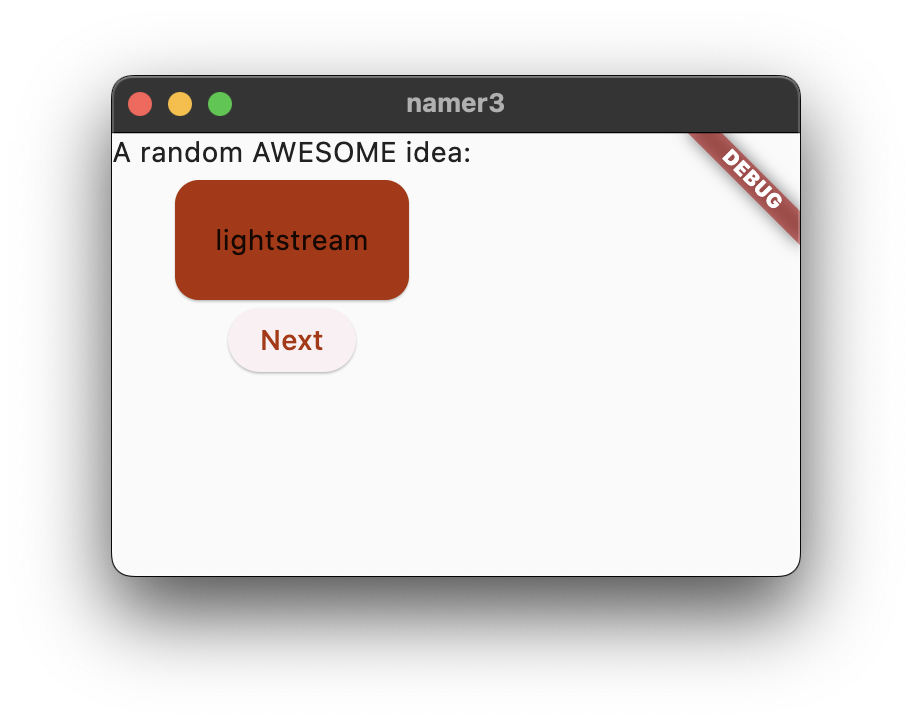 namer3
A random AWESOME idea:
DEBUG
lightstream
Next